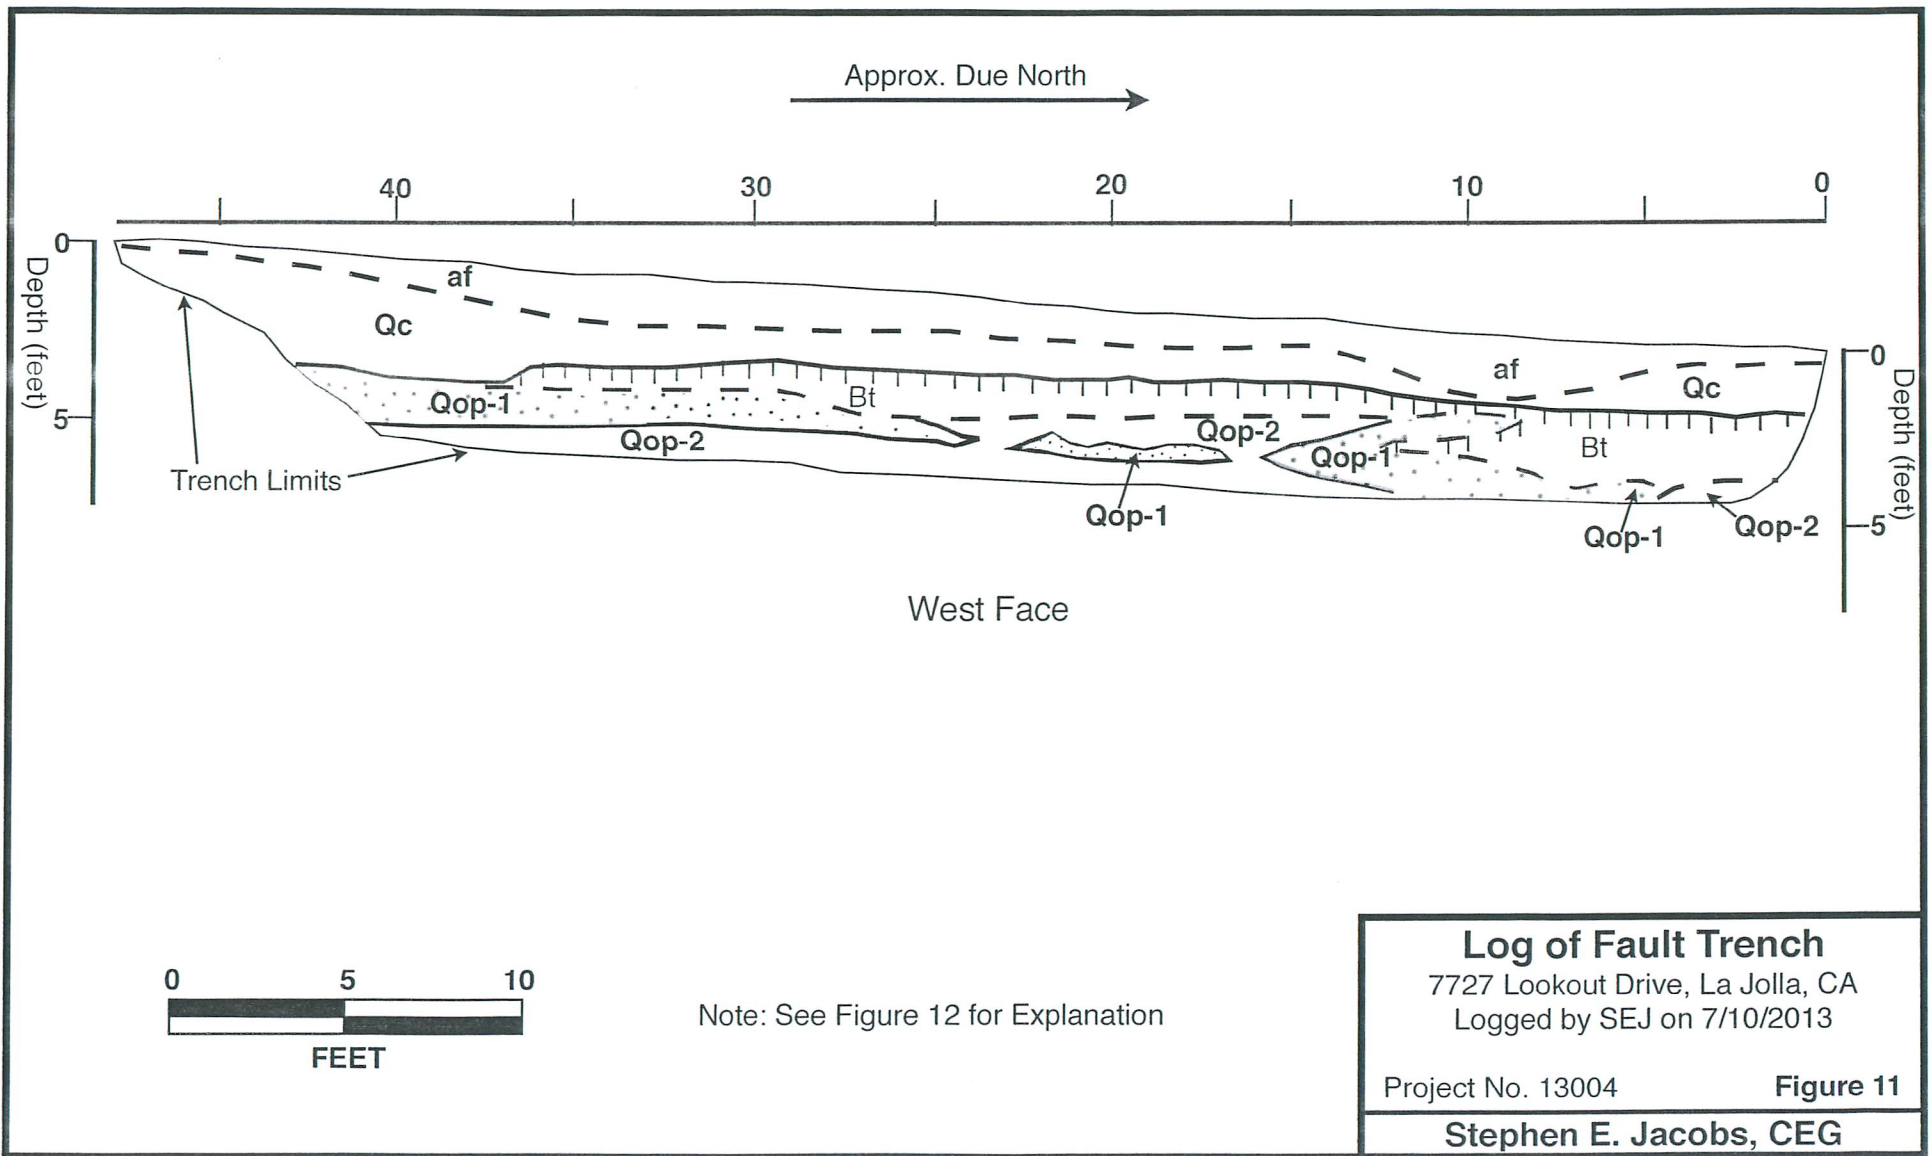 Approx. Due North
40 30 20 10 0
0
Depth (feet)
5
af
Qc
Qop-1
Bt
Qop-2
Trench Limits
Qop-1
Qop-2
Qop-1
af
Qc
Bt
Qop-1
Qop-2
0
Depth (feet)
5
West Face
0 5 10
FEET
Note: See Figure 12 for Explanation
Log of Fault Trench
7727 Lookout Drive, La Jolla, CA
Logged by SEJ on 7/10/2013
Project No. 13004 Figure 11
Stephen E. Jacobs, CEG